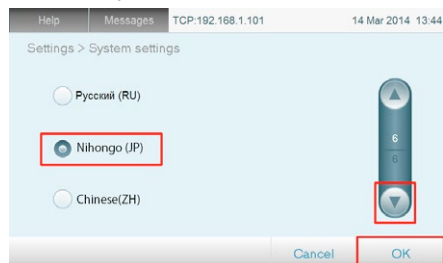 Help Messages TCP:192.168.1.101 14 Mar 2014 13:44
Settings > System settings
Русский (RU)
Nihongo (JP)
6
6
Chinese(ZH)
Cancel OK